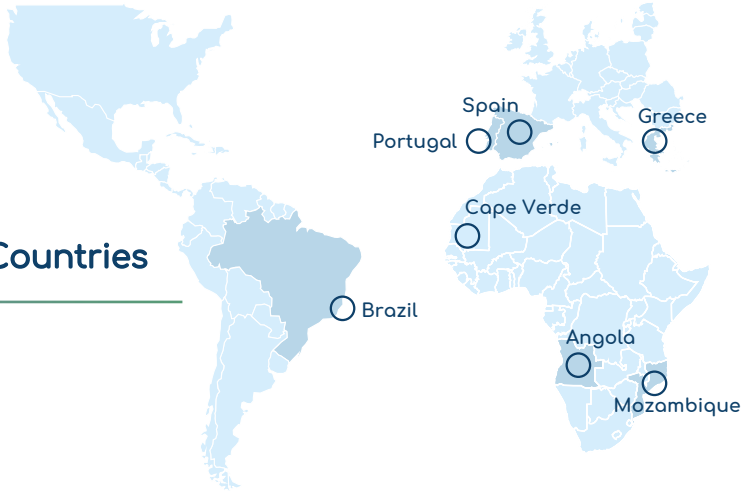 Spain
Greece
Portugal
Cape Verde
Countries
Brazil
Angola
Mozambique